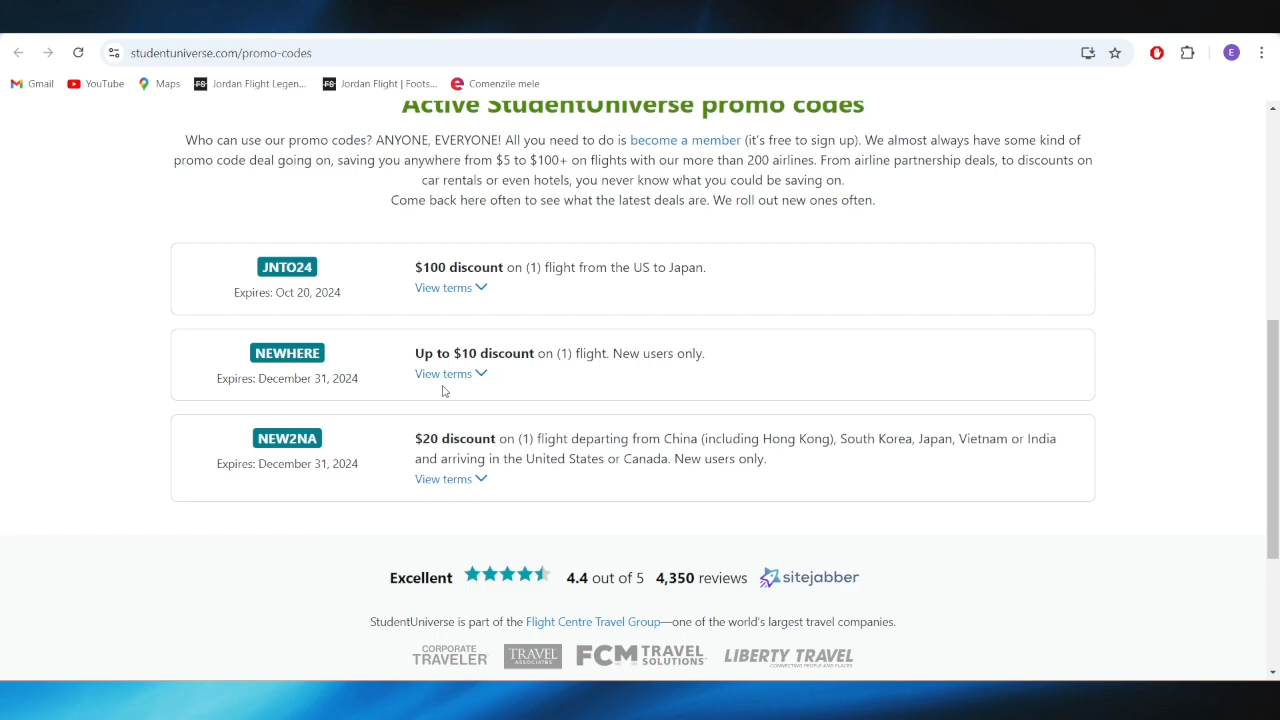 studentuniverse.com/promo-codes
E
Gmail
YouTube
Maps
Jordan Flight Legen...
Jordan Flight | Foots...
Comenzile mele
Active StudentUniverse promo codes
Who can use our promo codes? ANYONE, EVERYONE! All you need to do is become a member (it's free to sign up). We almost always have some kind of
promo code deal going on, saving you anywhere from $5 to $100+ on flights with our more than 200 airlines. From airline partnership deals, to discounts on
car rentals or even hotels, you never know what you could be saving on.
Come back here often to see what the latest deals are. We roll out new ones often.
JNTO24
Expires: Oct 20, 2024
$100 discount on (1) flight from the US to Japan.
View terms
NEWHERE
Expires: December 31, 2024
Up to $10 discount on (1) flight. New users only.
View terms
NEW2NA
Expires: December 31, 2024
$20 discount on (1) flight departing from China (including Hong Kong), South Korea, Japan, Vietnam or India
and arriving in the United States or Canada. New users only.
View terms
Excellent 4.4 out of 5 4,350 reviews sitejabber
StudentUniverse is part of the Flight Centre Travel Group—one of the world's largest travel companies.
CORPORATE
TRAVELER
TRAVEL
ASSOCIATES
FCM TRAVEL
SOLUTIONS
LIBERTY TRAVEL
CONNECTING PEOPLE AND PLACES